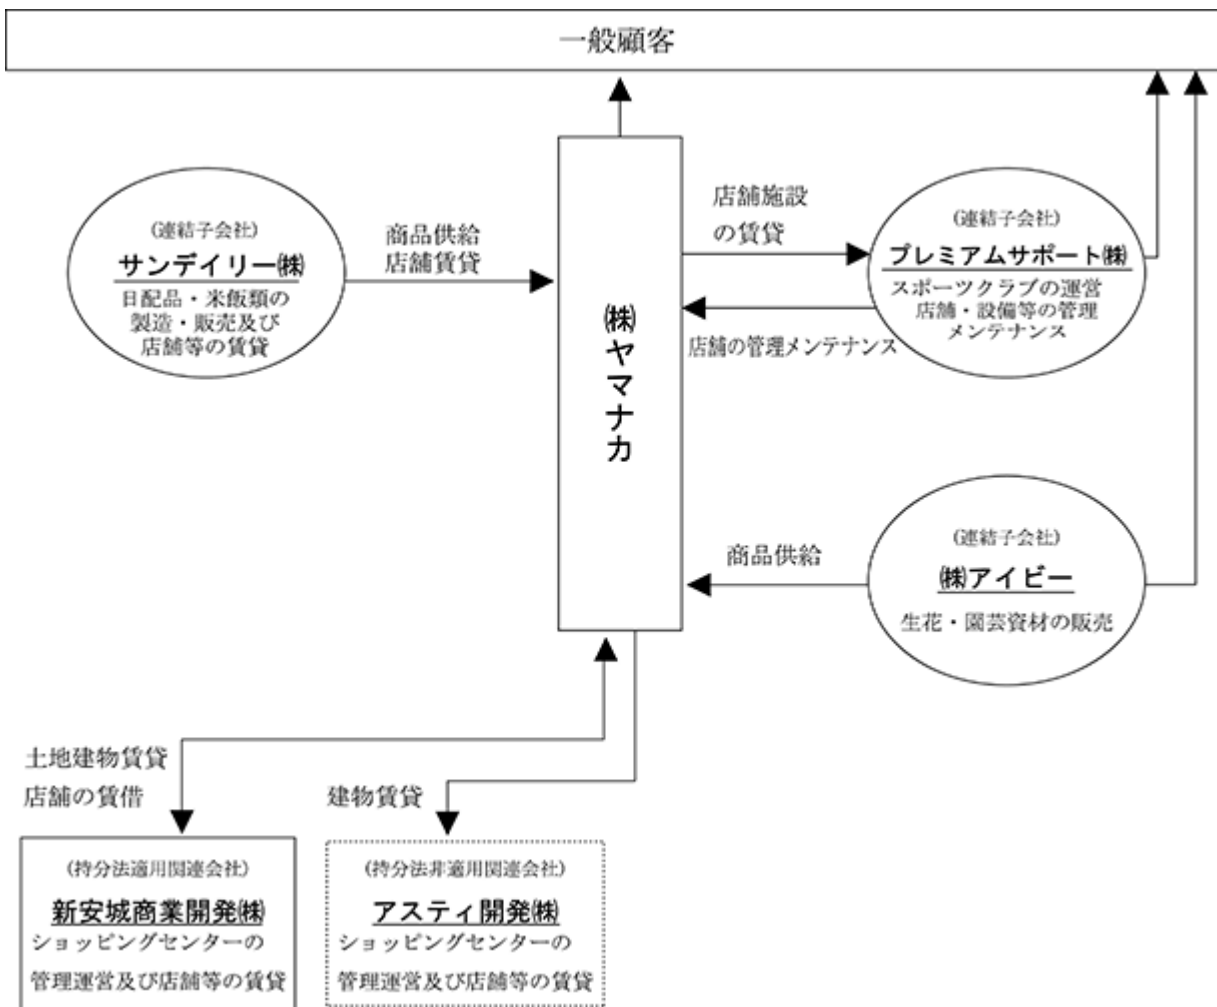 一般顧客
(連結子会社)
サンデイリー㈱
日配品・米飯類の
製造・販売及び
店舗等の賃貸
商品供給
店舗賃貸
㈱ヤマナカ
店舗施設
の賃貸
店舗の管理メンテナンス
(連結子会社)
プレミアムサポート㈱
スポーツクラブの運営
店舗・設備等の管理
メンテナンス
商品供給
(連結子会社)
㈱アイビー
生花・園芸資材の販売
土地建物賃貸
店舗の賃借
建物賃貸
(持分法適用関連会社)
新安城商業開発㈱
ショッピングセンターの
管理運営及び店舗等の賃貸
(持分法非適用関連会社)
アスティ開発㈱
ショッピングセンターの
管理運営及び店舗等の賃貸